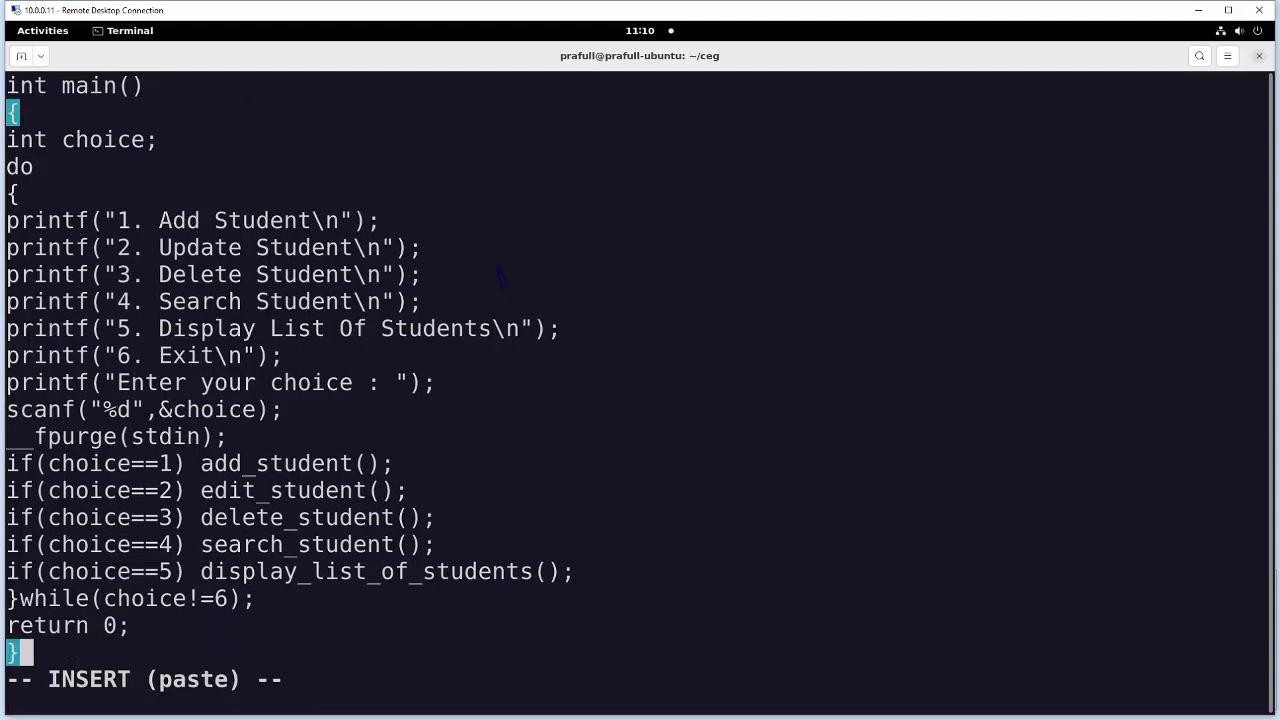 10.0.0.11 - Remote Desktop Connection
Activities Terminal 11:10
prafull@prafull-ubuntu: ~/ceg
int main()
{
int choice;
do
{
printf("1. Add Student\n");
printf("2. Update Student\n");
printf("3. Delete Student\n");
printf("4. Search Student\n");
printf("5. Display List Of Students\n");
printf("6. Exit\n");
printf("Enter your choice : ");
scanf("%d",&choice);
__fpurge(stdin);
if(choice==1) add_student();
if(choice==2) edit_student();
if(choice==3) delete_student();
if(choice==4) search_student();
if(choice==5) display_list_of_students();
}while(choice!=6);
return 0;
}
-- INSERT (paste) --